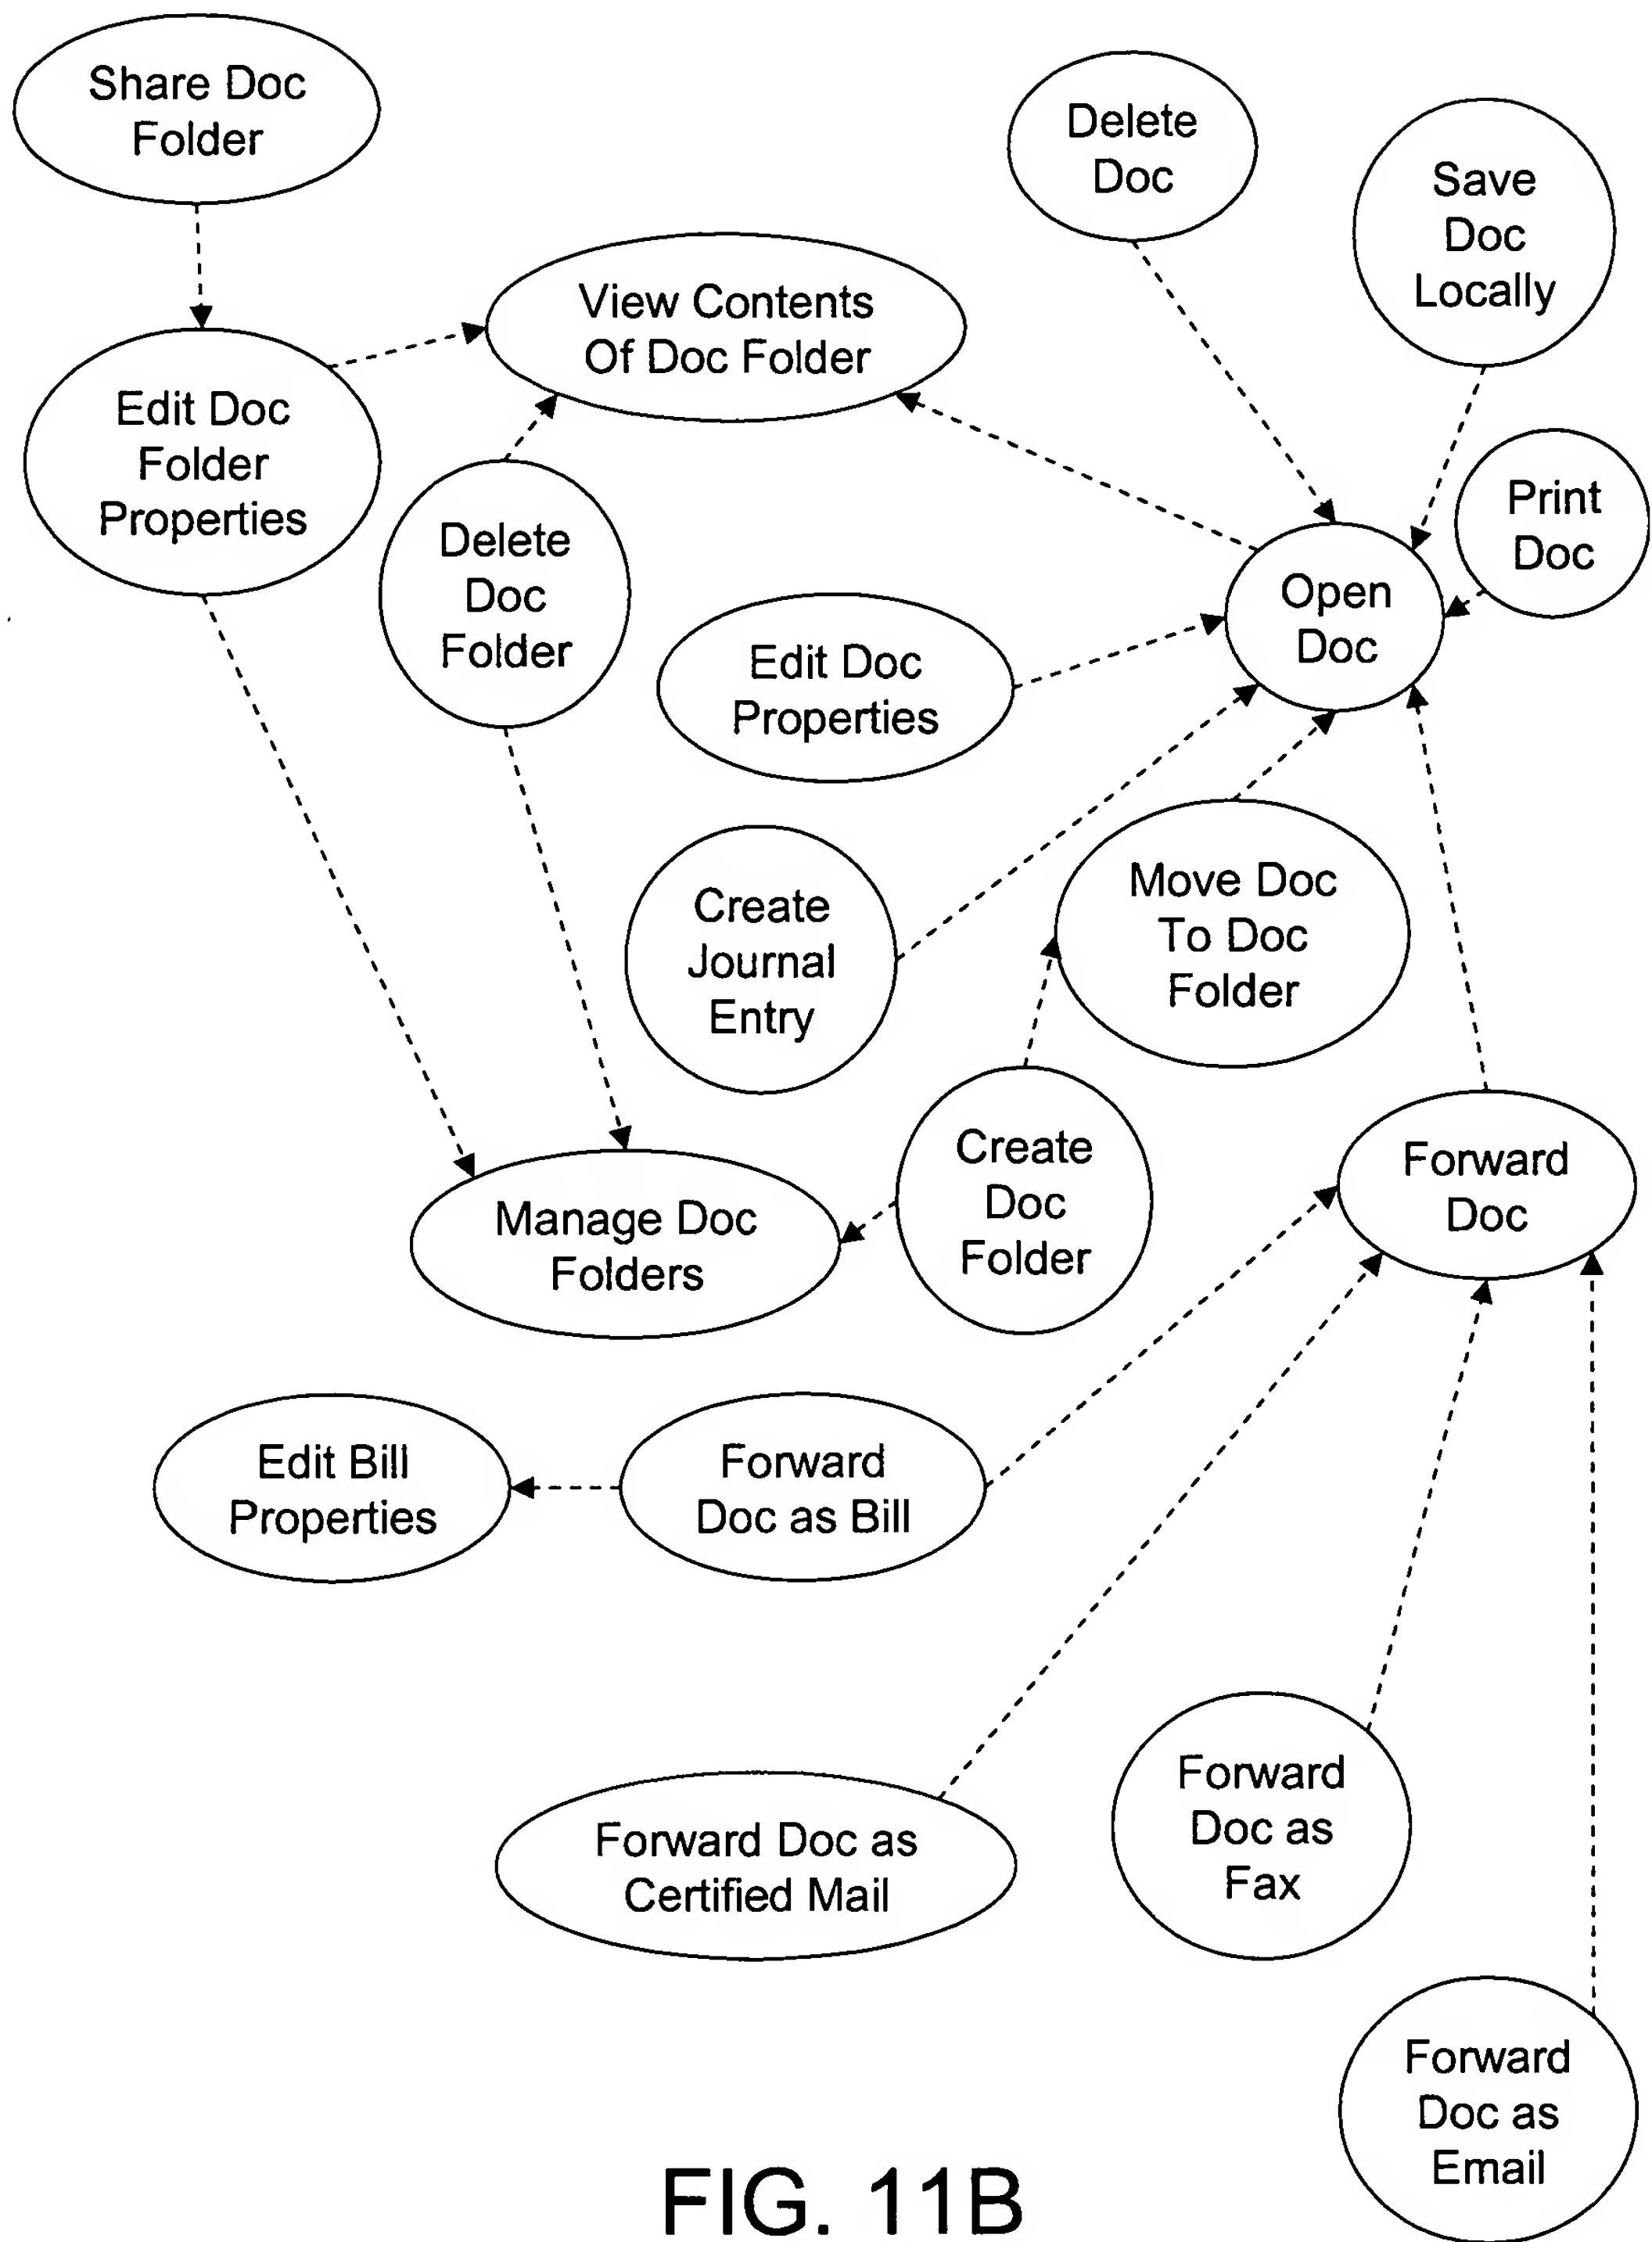 Share Doc
Folder
Delete
Doc
Save
Doc
Locally
View Contents
Of Doc Folder
Edit Doc
Folder
Properties
Print
Doc
Delete
Doc
Folder
Open
Doc
Edit Doc
Properties
Create
Journal
Entry
Move Doc
To Doc
Folder
Create
Doc
Folder
Forward
Doc
Manage Doc
Folders
Edit Bill
Properties
Forward
Doc as Bill
Forward
Doc as
Fax
Forward Doc as
Certified Mail
Forward
Doc as
Email
FIG. 11B